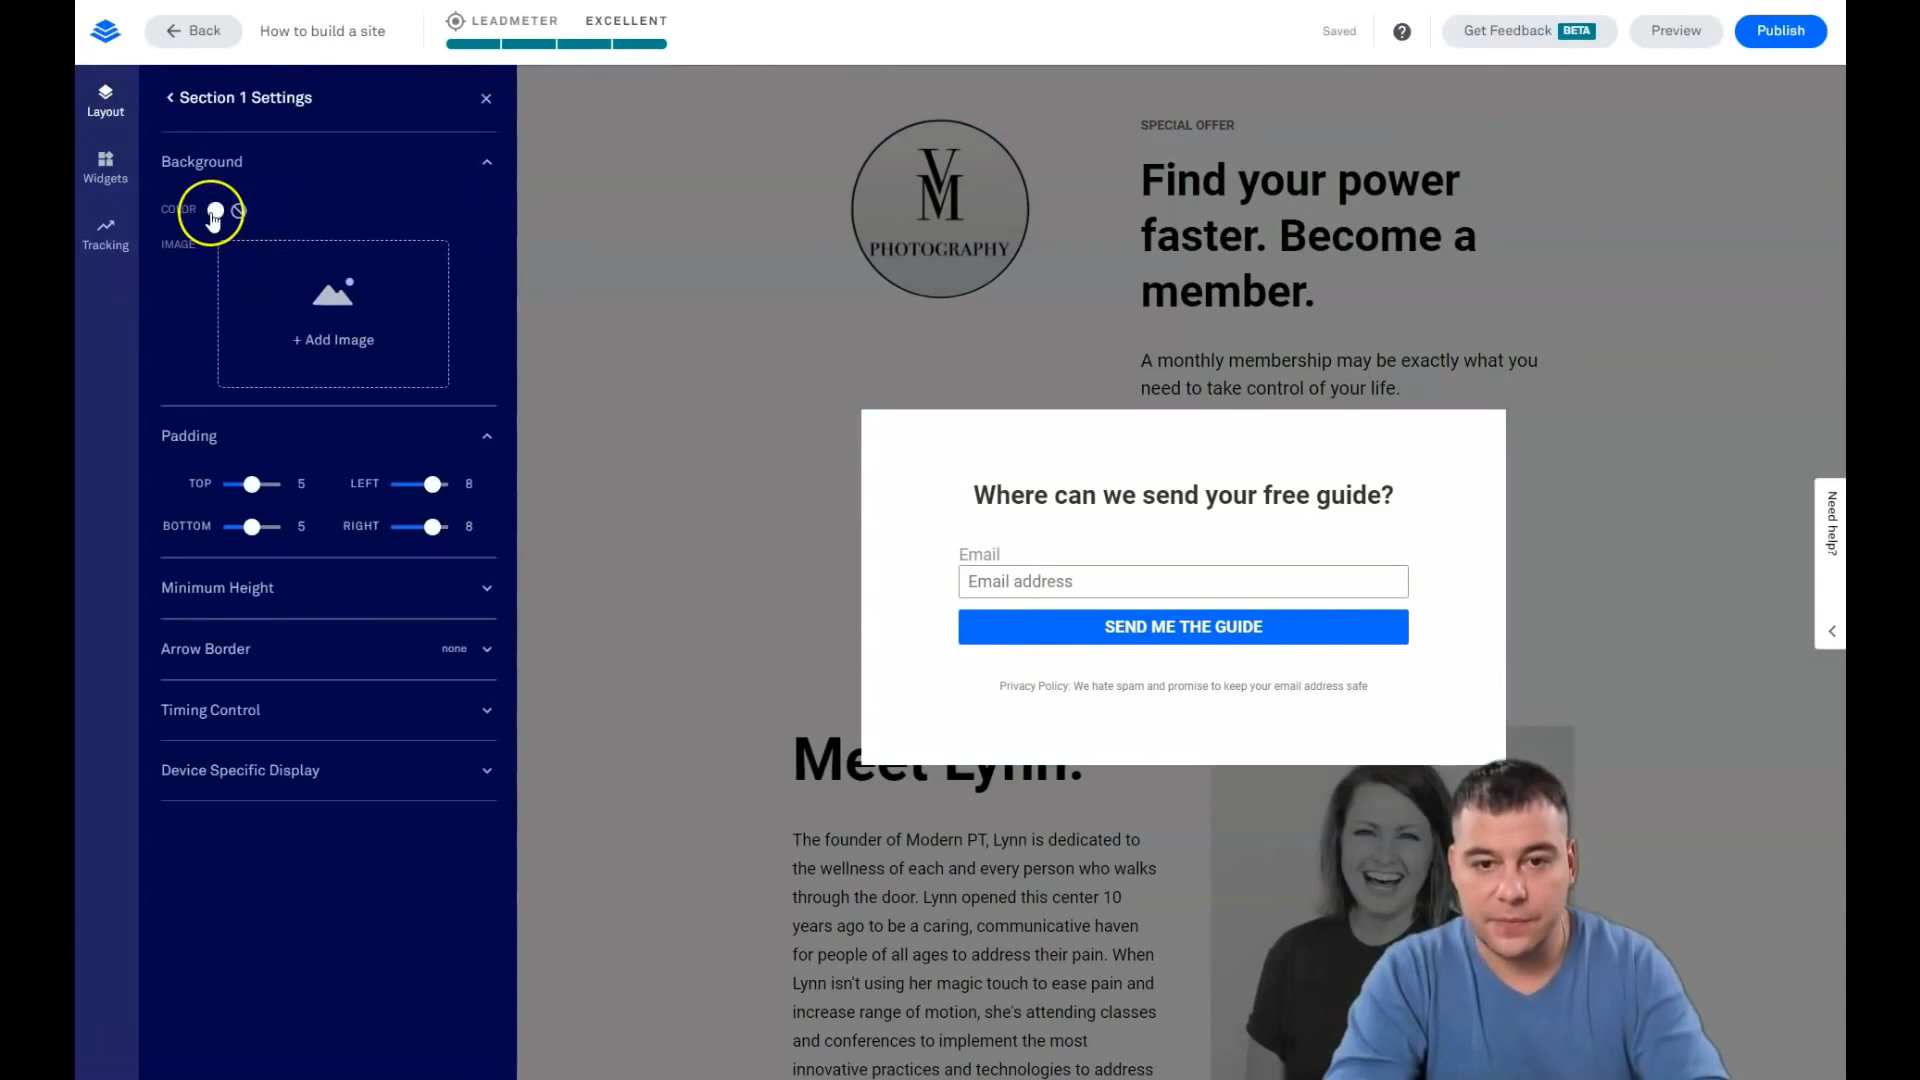 Back
How to build a site
LEADMETER EXCELLENT
Saved
Get Feedback BETA
Preview
Publish
Layout
Widgets
Tracking
Section 1 Settings
Background
COLOR
IMAGE
+ Add Image
Padding
TOP 5 LEFT 8
BOTTOM 5 RIGHT 8
Minimum Height
Arrow Border none
Timing Control
Device Specific Display
VM
PHOTOGRAPHY
SPECIAL OFFER
Find your power
faster. Become a
member.
A monthly membership may be exactly what you
need to take control of your life.
Where can we send your free guide?
Email
Email address
SEND ME THE GUIDE
Privacy Policy: We hate spam and promise to keep your email address safe
Meet Lynn.
The founder of Modern PT, Lynn is dedicated to
the wellness of each and every person who walks
through the door. Lynn opened this center 10
years ago to be a caring, communicative haven
for people of all ages to address their pain. When
Lynn isn't using her magic touch to ease pain and
increase range of motion, she's attending classes
and conferences to implement the most
innovative practices and technologies to address
Need help?